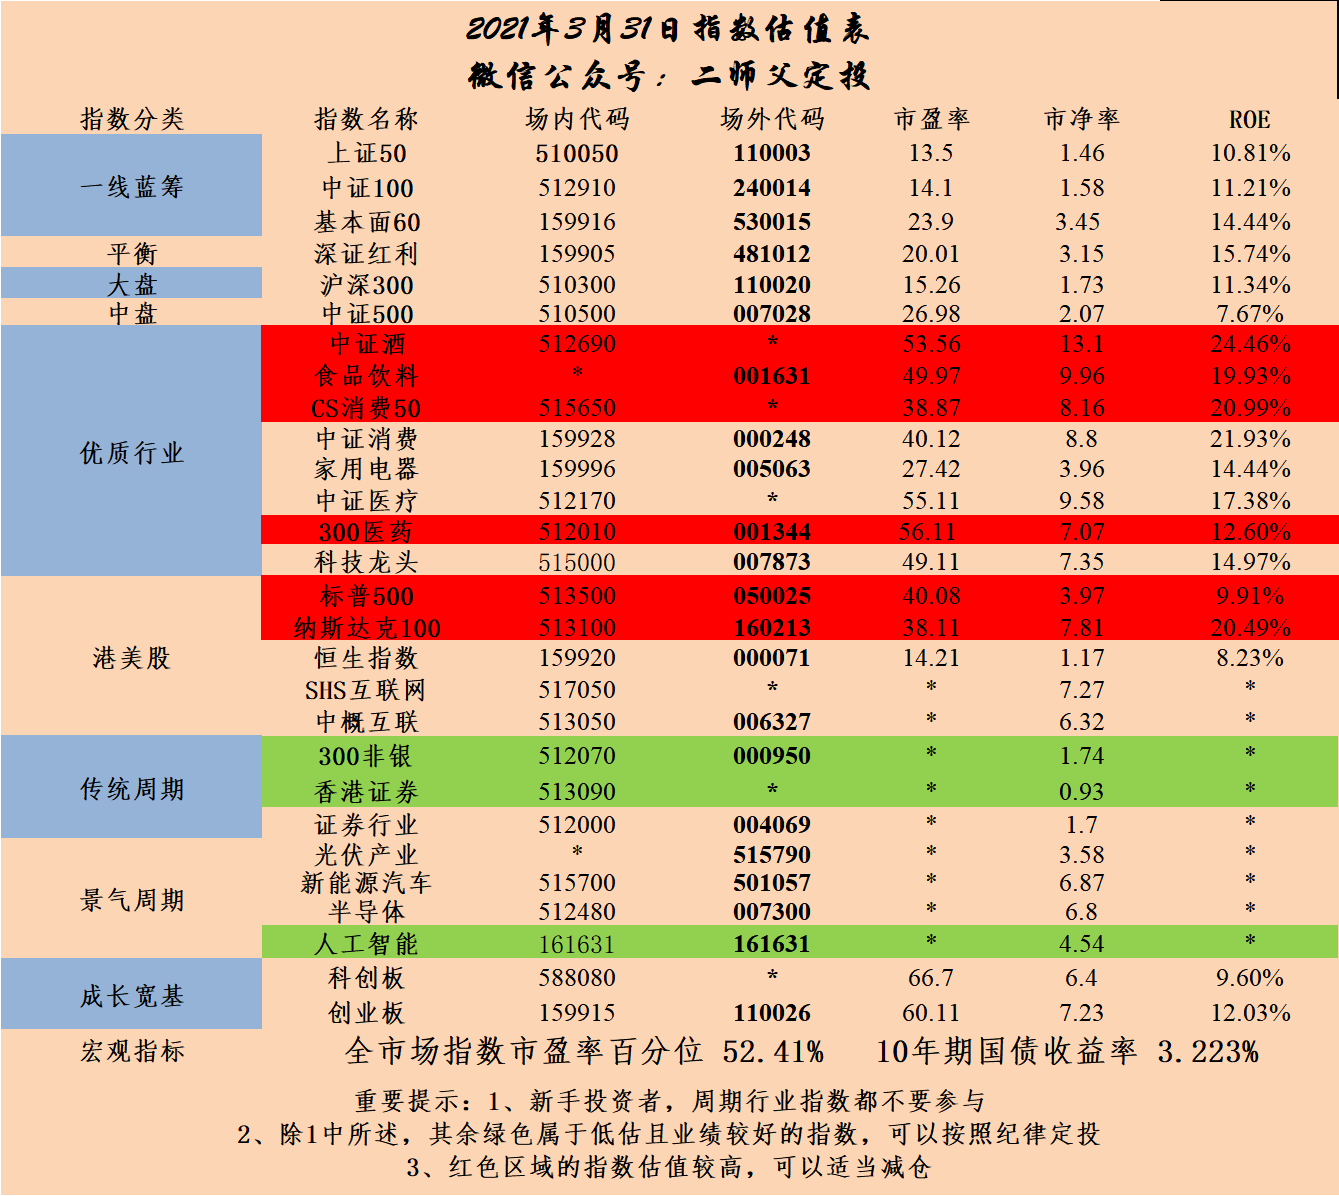 2021年3月31日指数估值表
微信公众号：二师父定投
指数分类 指数名称 场内代码 场外代码 市盈率 市净率 ROE
一线蓝筹
上证50 510050 110003 13.5 1.46 10.81%
中证100 512910 240014 14.1 1.58 11.21%
基本面60 159916 530015 23.9 3.45 14.44%
平衡 深证红利 159905 481012 20.01 3.15 15.74%
大盘 沪深300 510300 110020 15.26 1.73 11.34%
中盘 中证500 510500 007028 26.98 2.07 7.67%
优质行业
中证酒 512690 * 53.56 13.1 24.46%
食品饮料 * 001631 49.97 9.96 19.93%
CS消费50 515650 * 38.87 8.16 20.99%
中证消费 159928 000248 40.12 8.8 21.93%
家用电器 159996 005063 27.42 3.96 14.44%
中证医疗 512170 * 55.11 9.58 17.38%
300医药 512010 001344 56.11 7.07 12.60%
科技龙头 515000 007873 49.11 7.35 14.97%
港美股
标普500 513500 050025 40.08 3.97 9.91%
纳斯达克100 513100 160213 38.11 7.81 20.49%
恒生指数 159920 000071 14.21 1.17 8.23%
SHS互联网 517050 * * 7.27 *
中概互联 513050 006327 * 6.32 *
传统周期
300非银 512070 000950 * 1.74 *
香港证券 513090 * * 0.93 *
证券行业 512000 004069 * 1.7 *
景气周期
光伏产业 * 515790 * 3.58 *
新能源汽车 515700 501057 * 6.87 *
半导体 512480 007300 * 6.8 *
人工智能 161631 161631 * 4.54 *
成长宽基
科创板 588080 * 66.7 6.4 9.60%
创业板 159915 110026 60.11 7.23 12.03%
宏观指标 全市场指数市盈率百分位 52.41% 10年期国债收益率 3.223%
重要提示：1、新手投资者，周期行业指数都不要参与
2、除1中所述，其余绿色属于低估且业绩较好的指数，可以按照纪律定投
3、红色区域的指数估值较高，可以适当减仓